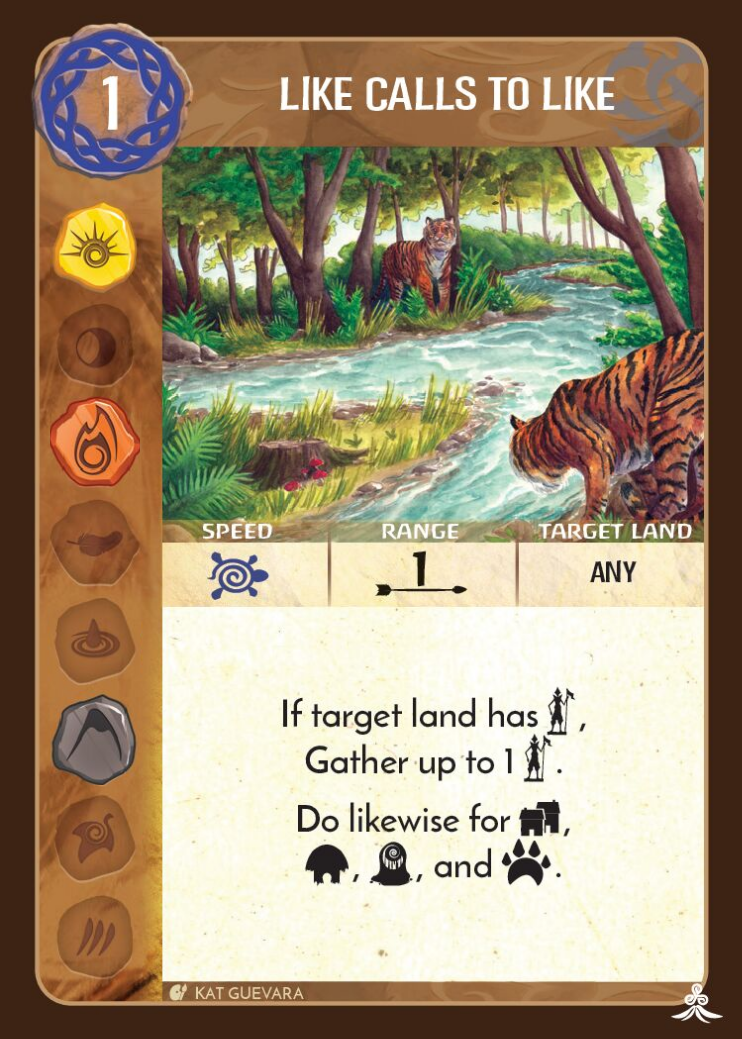 1
LIKE CALLS TO LIKE
SPEED RANGE TARGET LAND
1 ANY
If target land has ,
Gather up to 1 .
Do likewise for ,
, , and .
KAT GUEVARA